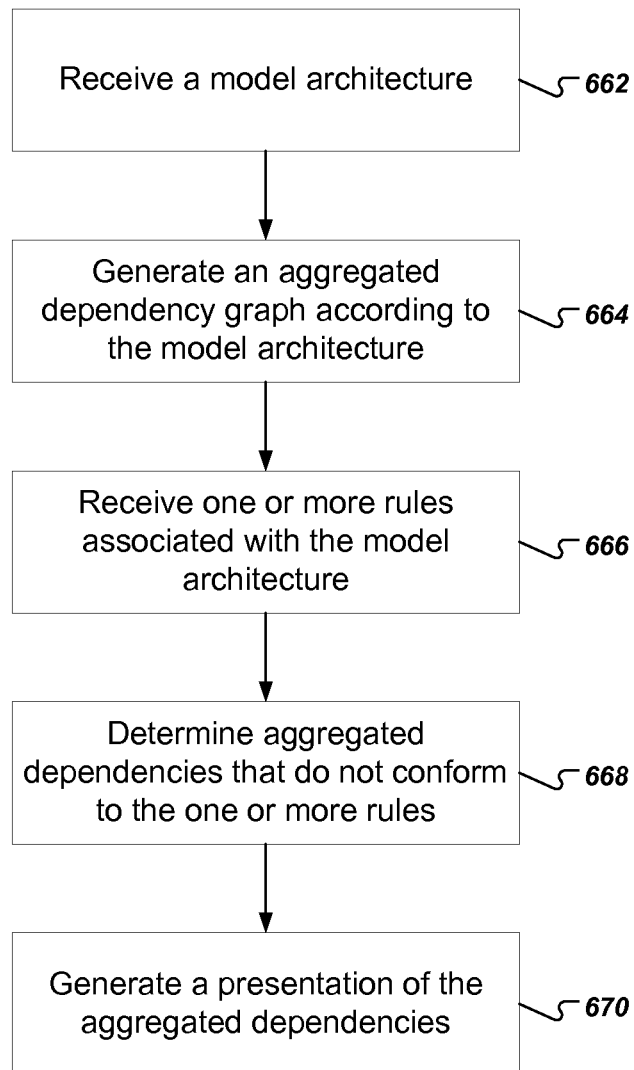 Receive a model architecture
662
Generate an aggregated
dependency graph according to
the model architecture
664
Receive one or more rules
associated with the model
architecture
666
Determine aggregated
dependencies that do not conform
to the one or more rules
668
Generate a presentation of the
aggregated dependencies
670